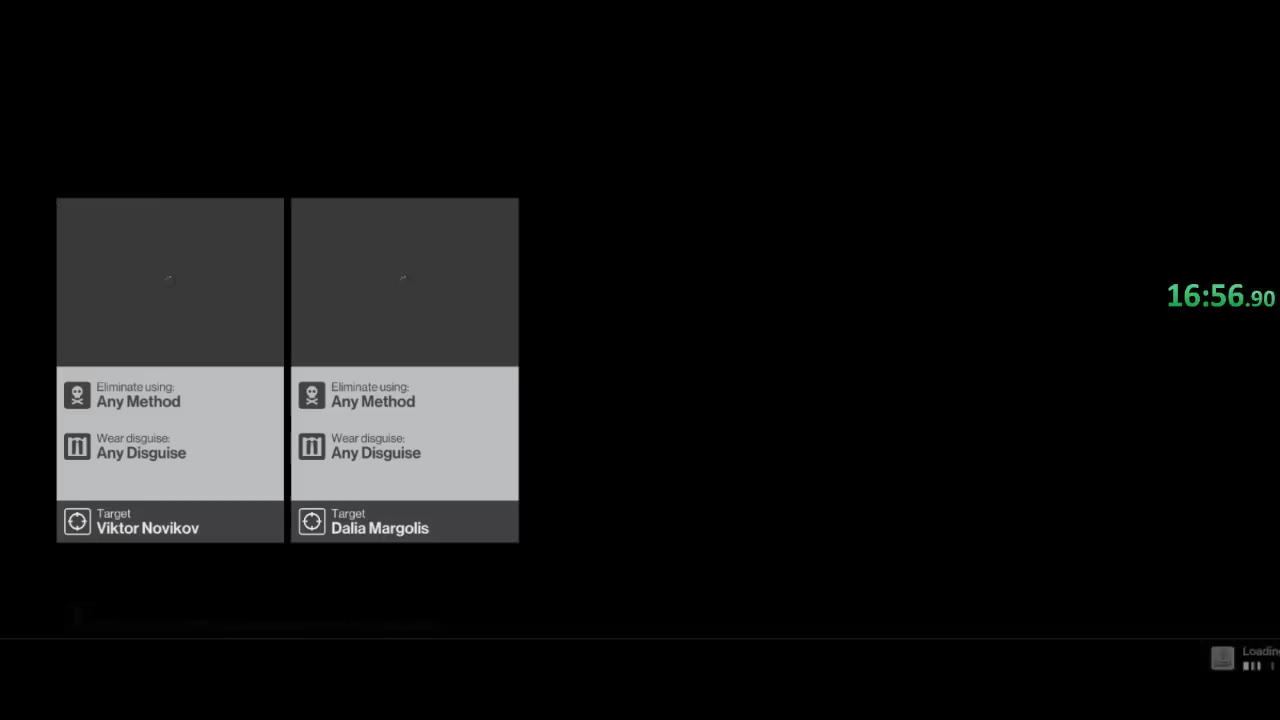 16:56.90
Eliminate using:
Any Method
Wear disguise:
Any Disguise
Target
Viktor Novikov
Eliminate using:
Any Method
Wear disguise:
Any Disguise
Target
Dalia Margolis
Loading